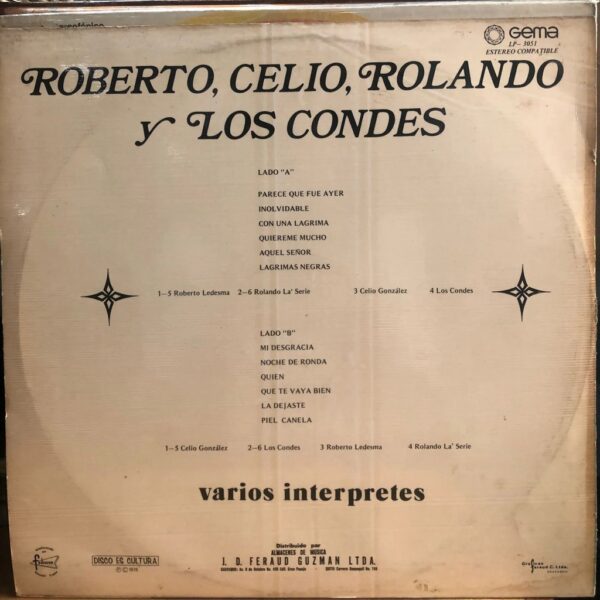 Gema
LP- 3051
ESTEREO COMPATIBLE
ROBERTO, CELIO, ROLANDO
y LOS CONDES
LADO "A"
PARECE QUE FUE AYER
INOLVIDABLE
CON UNA LAGRIMA
QUIEREME MUCHO
AQUEL SEÑOR
LAGRIMAS NEGRAS
1-5 Roberto Ledesma 2-6 Rolando La' Serie 3 Celio González 4 Los Condes
LADO "B"
MI DESGRACIA
NOCHE DE RONDA
QUIEN
QUE TE VAYA BIEN
LA DEJASTE
PIEL CANELA
1-5 Celio González 2-6 Los Condes 3 Roberto Ledesma 4 Rolando La' Serie
varios interpretes
Distribuido por
ALMACENES DE MUSICA
J. D. FERAUD GUZMAN LTDA.
DISCO ES CULTURA